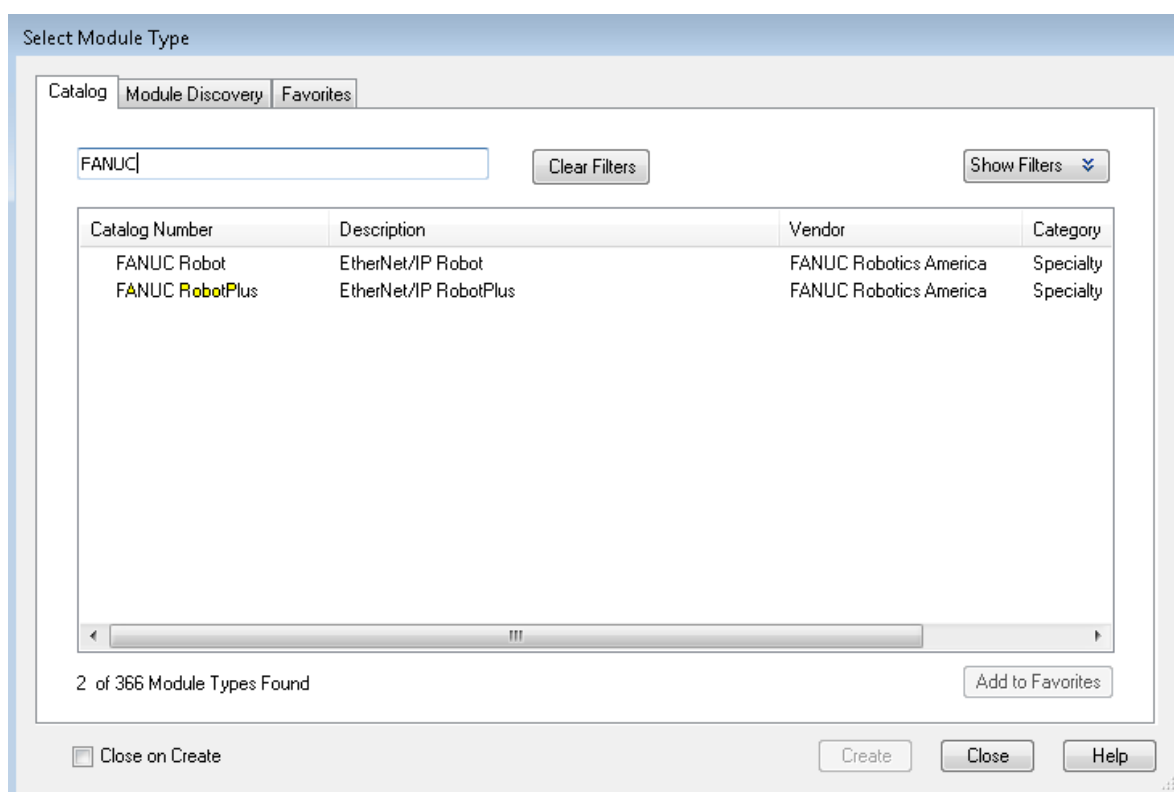 Select Module Type
Catalog Module Discovery Favorites
FANUC Clear Filters Show Filters
Catalog Number Description Vendor Category
FANUC Robot EtherNet/IP Robot FANUC Robotics America Specialty
FANUC RobotPlus EtherNet/IP RobotPlus FANUC Robotics America Specialty
2 of 366 Module Types Found Add to Favorites
Close on Create Create Close Help